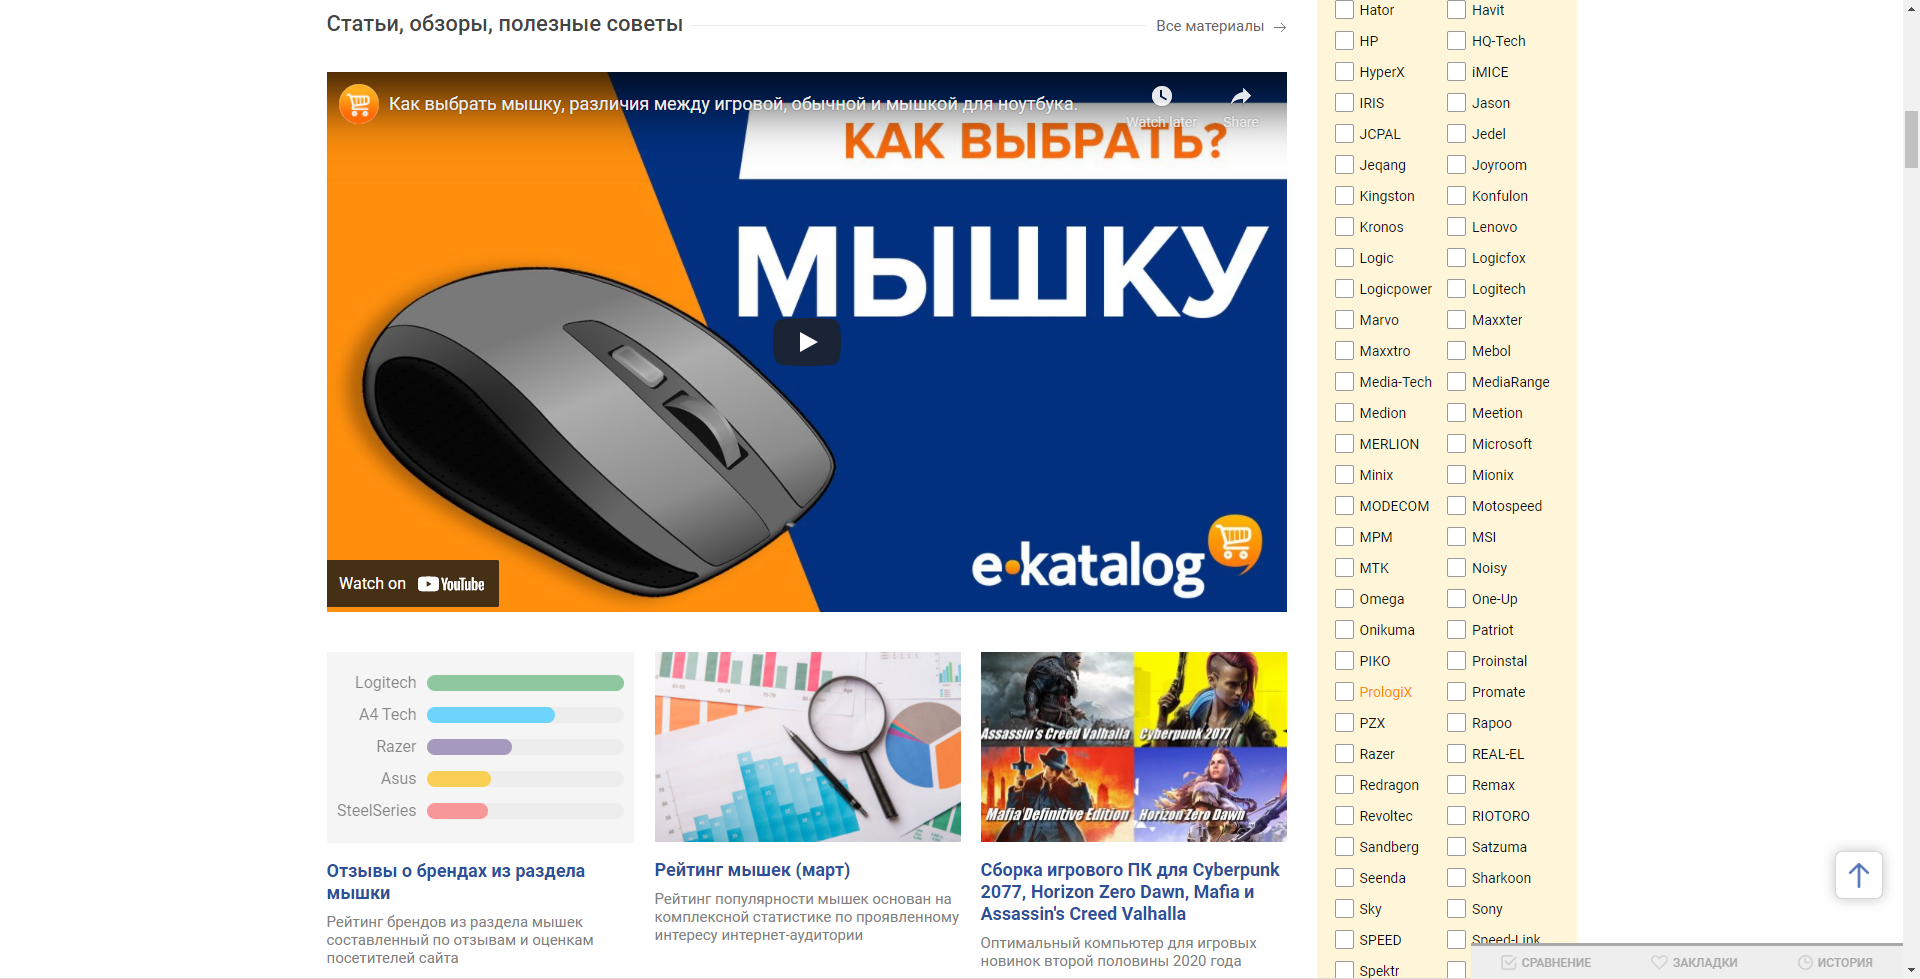 Статьи, обзоры, полезные советы
Все материалы
Как выбрать мышку, различия между игровой, обычной и мышкой для ноутбука.
Watch later
Share
КАК ВЫБРАТЬ?
МЫШКУ
e-katalog
Watch on YouTube
Logitech
A4 Tech
Razer
Asus
SteelSeries
Отзывы о брендах из раздела
мышки
Рейтинг брендов из раздела мышек
составленный по отзывам и оценкам
посетителей сайта
Рейтинг мышек (март)
Рейтинг популярности мышек основан на
комплексной статистике по проявленному
интересу интернет-аудитории
Assassin's Creed Valhalla
Cyberpunk 2077
Mafia Definitive Edition
Horizon Zero Dawn
Сборка игрового ПК для Cyberpunk
2077, Horizon Zero Dawn, Mafia и
Assassin's Creed Valhalla
Оптимальный компьютер для игровых
новинок второй половины 2020 года
Hator Havit
HP HQ-Tech
HyperX iMICE
IRIS Jason
JCPAL Jedel
Jeqang Joyroom
Kingston Konfulon
Kronos Lenovo
Logic Logicfox
Logicpower Logitech
Marvo Maxxter
Maxxtro Mebol
Media-Tech MediaRange
Medion Meetion
MERLION Microsoft
Minix Mionix
MODECOM Motospeed
MPM MSI
MTK Noisy
Omega One-Up
Onikuma Patriot
PIKO Proinstal
PrologiX Promate
PZX Rapoo
Razer REAL-EL
Redragon Remax
Revoltec RIOTORO
Sandberg Satzuma
Seenda Sharkoon
Sky Sony
SPEED Speed-Link
Spektr
СРАВНЕНИЕ ЗАКЛАДКИ ИСТОРИЯ